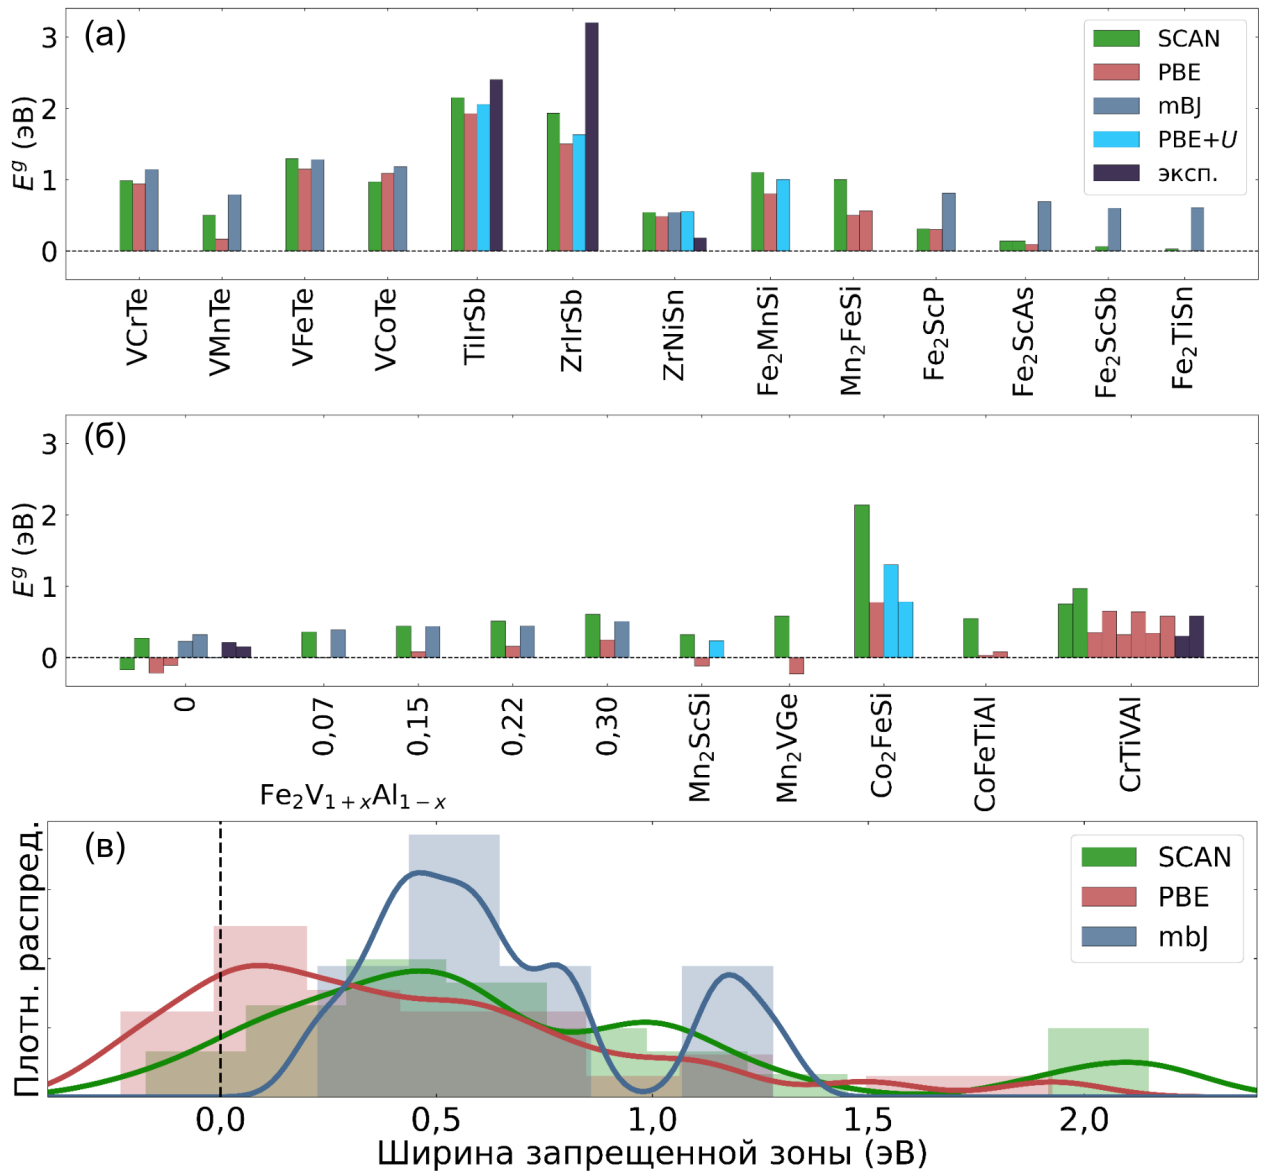 (а)
3
2
1
0
E^g (эВ)
SCAN
PBE
mBJ
PBE+U
эксп.
VCrTe
VMnTe
VFeTe
VCoTe
TiIrSb
ZrIrSb
ZrNiSn
Fe₂MnSi
Mn₂FeSi
Fe₂ScP
Fe₂ScAs
Fe₂ScSb
Fe₂TiSn
(б)
3
2
1
0
E^g (эВ)
0
0,07
0,15
0,22
0,30
Mn₂ScSi
Mn₂VGe
Co₂FeSi
CoFeTiAl
CrTiVAl
Fe₂V₁₊ₓAl₁₋ₓ
(в)
Плотн. распред.
SCAN
PBE
mbJ
0,0
0,5
1,0
1,5
2,0
Ширина запрещенной зоны (эВ)